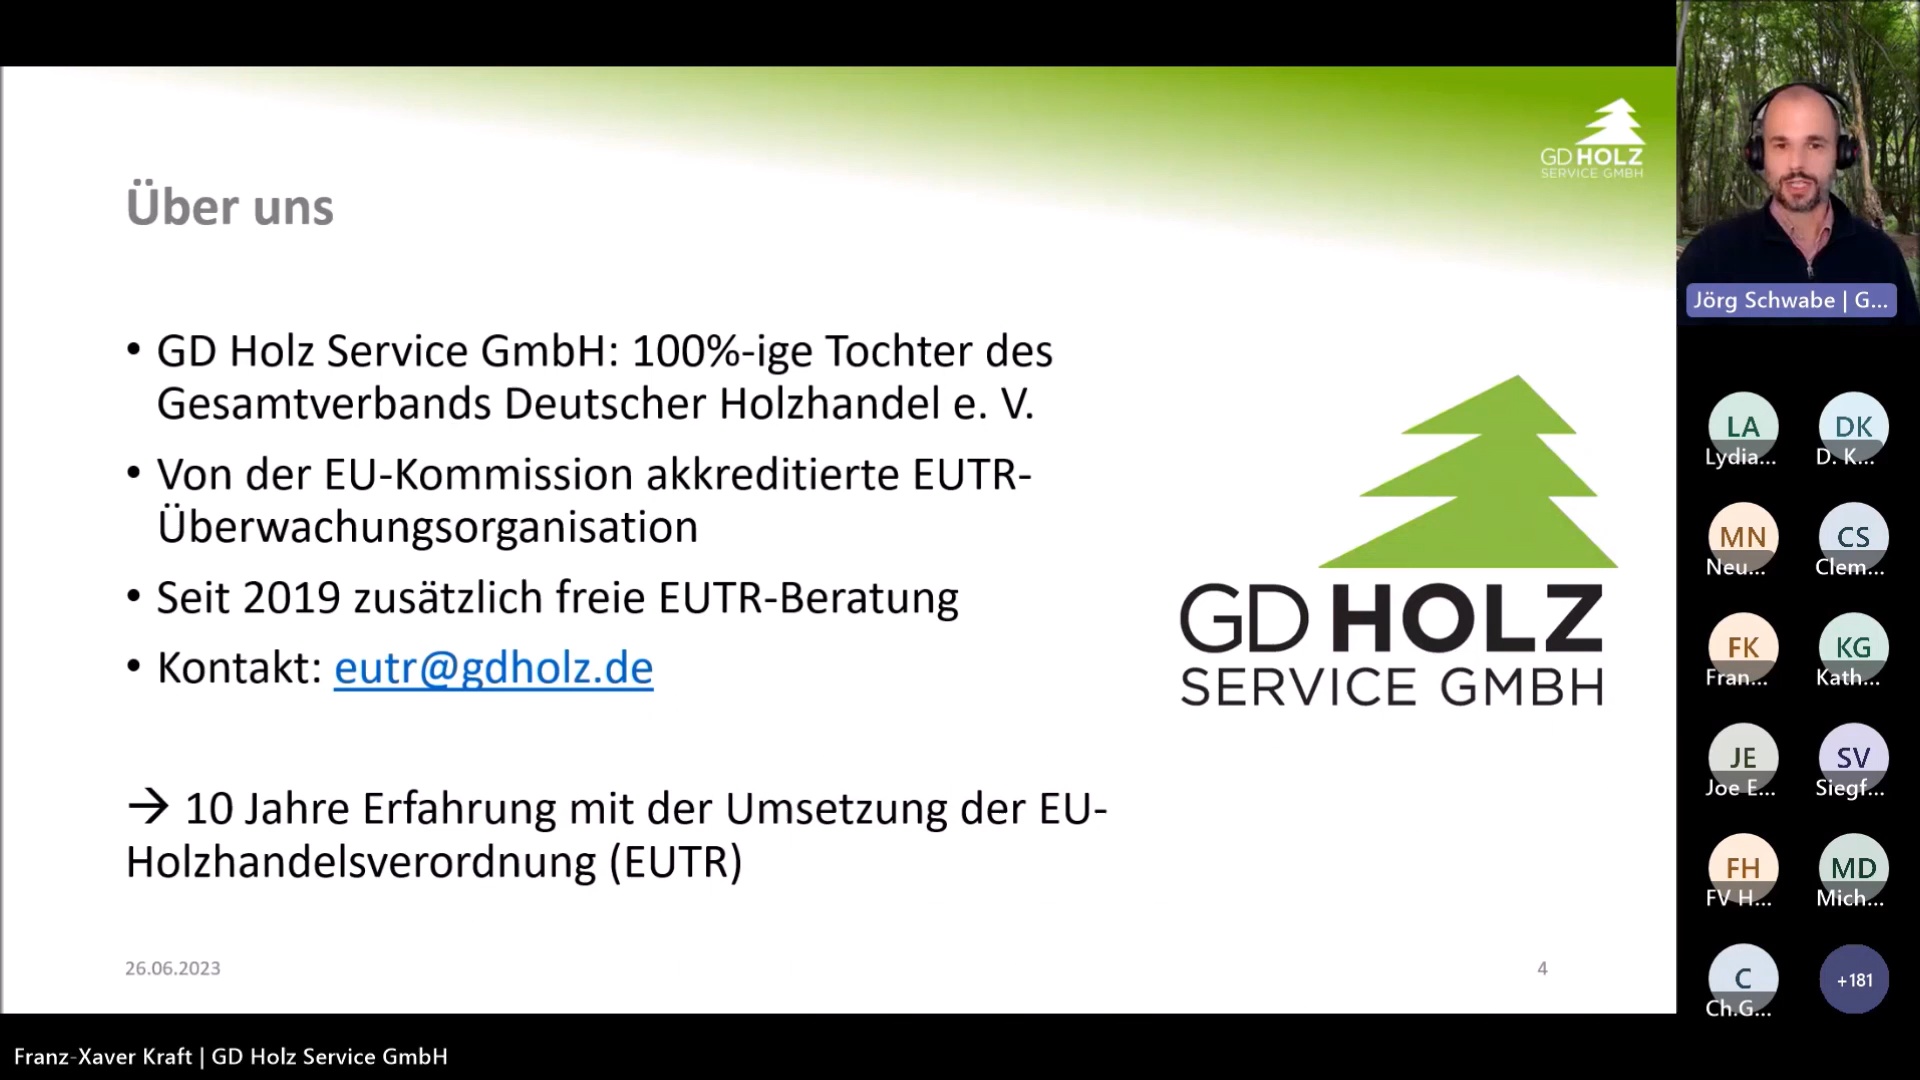 GD HOLZ
SERVICE GMBH
Über uns
• GD Holz Service GmbH: 100%-ige Tochter des
Gesamtverbands Deutscher Holzhandel e. V.
• Von der EU-Kommission akkreditierte EUTR-
Überwachungsorganisation
• Seit 2019 zusätzlich freie EUTR-Beratung
• Kontakt: eutr@gdholz.de
→ 10 Jahre Erfahrung mit der Umsetzung der EU-
Holzhandelsverordnung (EUTR)
GD HOLZ
SERVICE GMBH
26.06.2023
4
Jörg Schwabe | G...
LA
DK
Lydia...
D. K...
MN
CS
Neu...
Clem...
FK
KG
Fran...
Kath...
JE
SV
Joe E...
Siegf...
FH
MD
FV H...
Mich...
C
+181
Ch.G...
Franz-Xaver Kraft | GD Holz Service GmbH